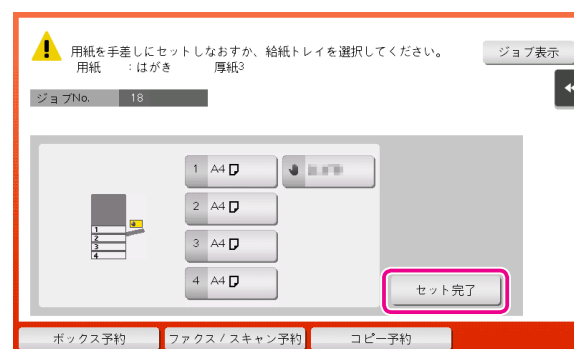 用紙を手差しにセットしなおすか、給紙トレイを選択してください。
用紙 :はがき 厚紙3
ジョブ表示
ジョブNo. 18
1 A4
2 A4
3 A4
4 A4
1
2
3
4
セット完了
ボックス予約 ファクス/スキャン予約 コピー予約